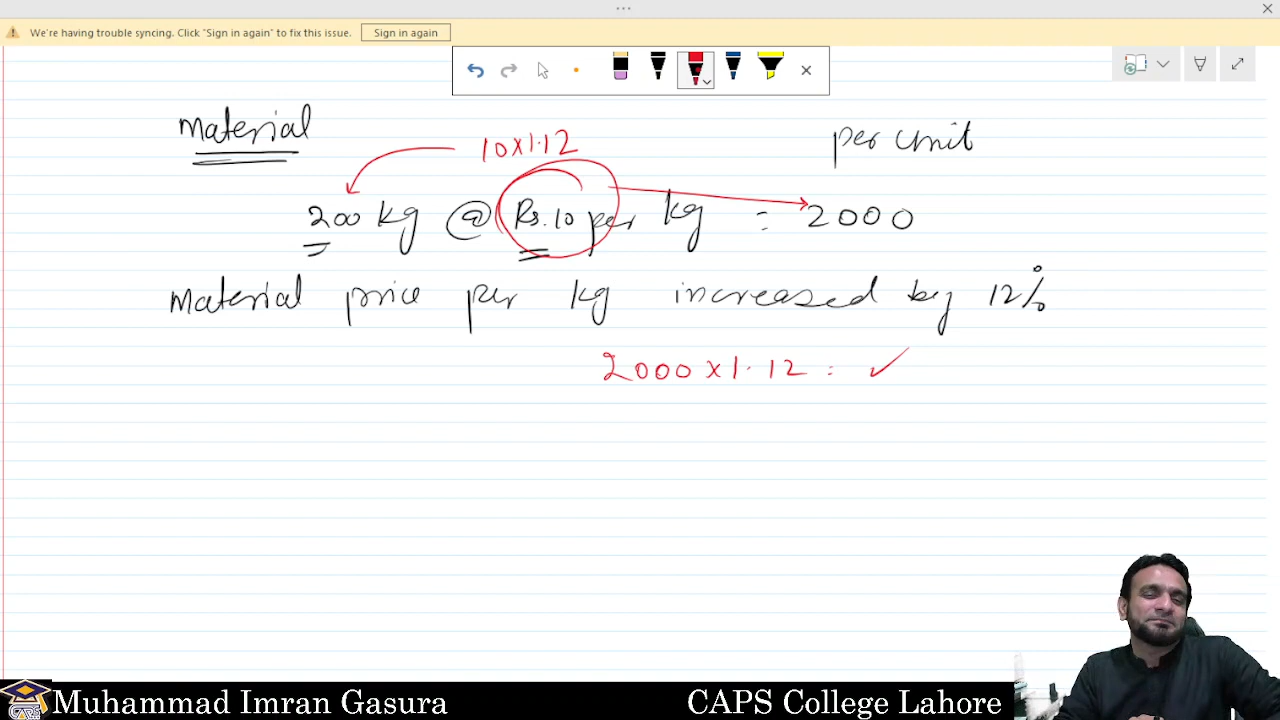 We're having trouble syncing. Click "Sign in again" to fix this issue. Sign in again
Material
per Unit
10x1.12
200 kg @ Rs.10 per kg = 2000
Material price per kg increased by 12%
2000x1.12 = ✓
Muhammad Imran Gasura CAPS College Lahore